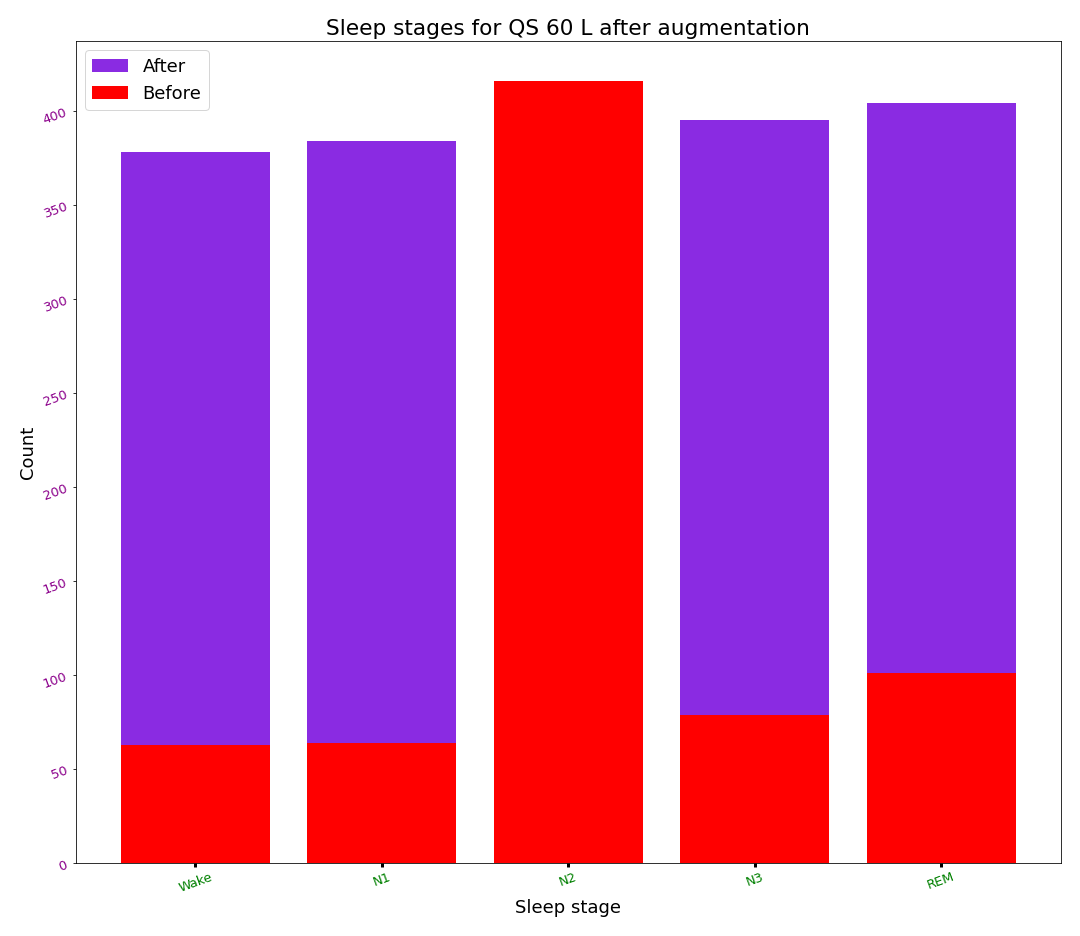 Sleep stages for QS 60 L after augmentation
After
Before
400
350
300
250
200
150
100
50
0
Count
Wake
N1
N2
N3
REM
Sleep stage